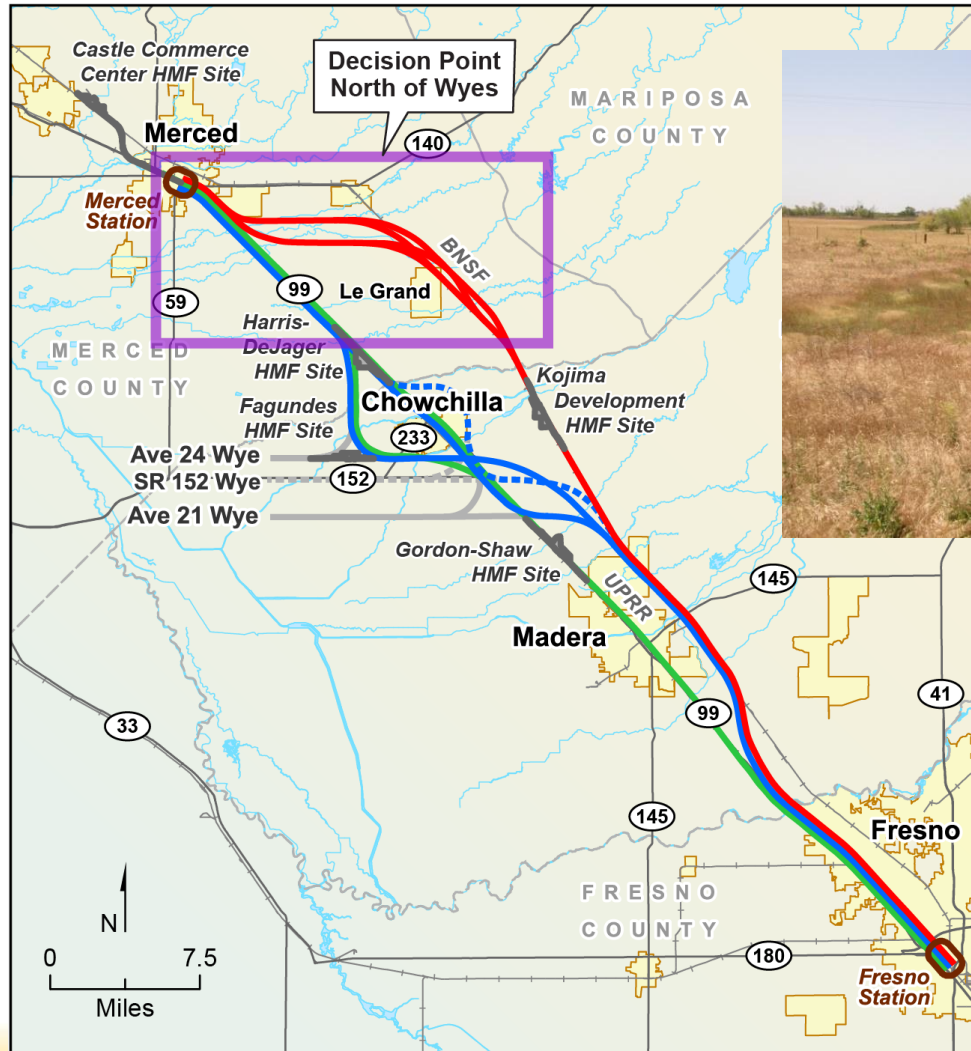 Castle Commerce
Center HMF Site
Decision Point
North of Wyes
MARIPOSA
COUNTY
Merced
140
Merced
Station
BNSF
99
59
Le Grand
Harris-
DeJager
HMF Site
MERCED
COUNTY
Kojima
Development
HMF Site
Fagundes
HMF Site
Chowchilla
233
Ave 24 Wye
152
SR 152 Wye
Ave 21 Wye
Gordon-Shaw
HMF Site
UPRR
145
Madera
41
99
33
145
Fresno
FRESNO
COUNTY
N
0 7.5
Miles
180
Fresno
Station